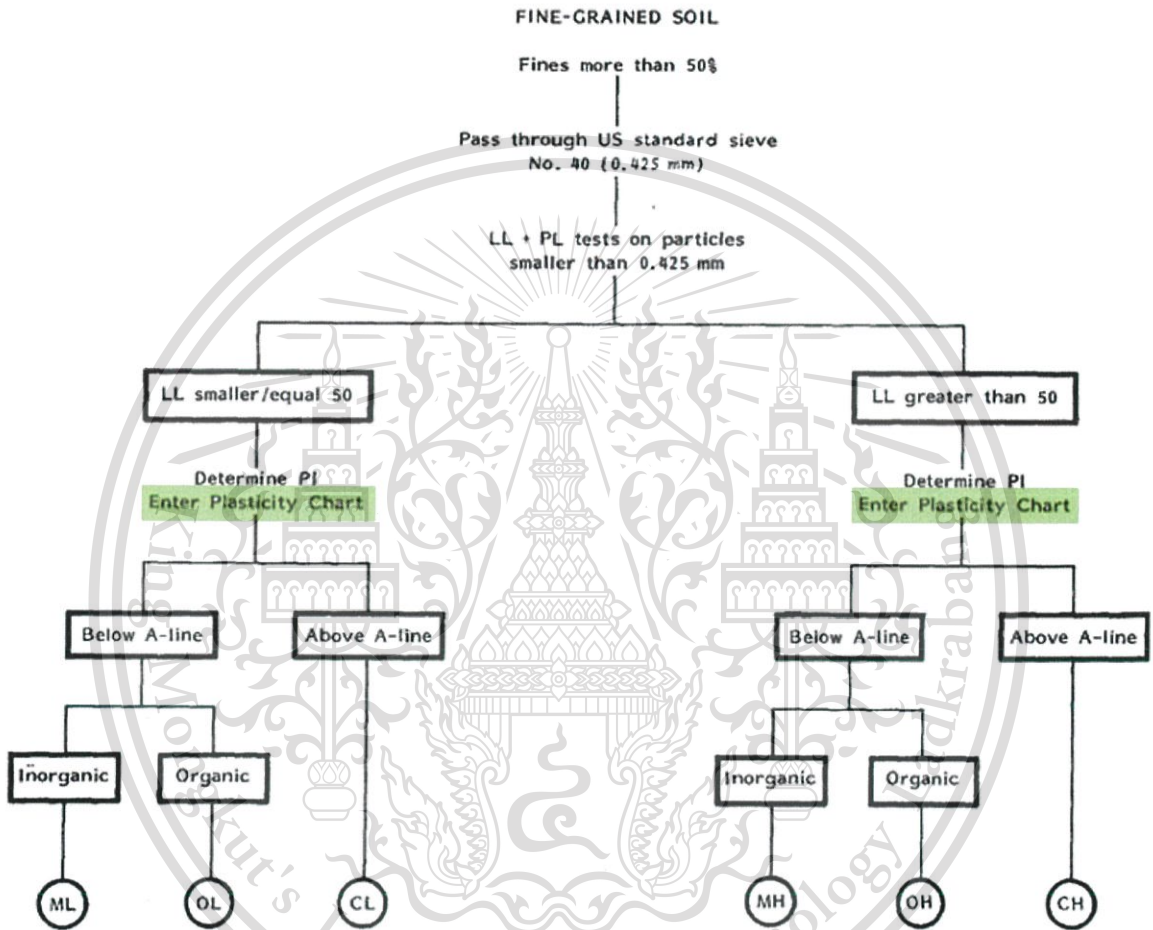 FINE-GRAINED SOIL
Fines more than 50%
Pass through US standard sieve
No. 40 (0.425 mm)
LL + PL tests on particles
smaller than 0.425 mm
LL smaller/equal 50
LL greater than 50
Determine PI
Enter Plasticity Chart
Determine PI
Enter Plasticity Chart
Below A-line
Above A-line
Below A-line
Above A-line
Inorganic
Organic
Inorganic
Organic
ML
OL
CL
MH
OH
CH
King Mongkut's